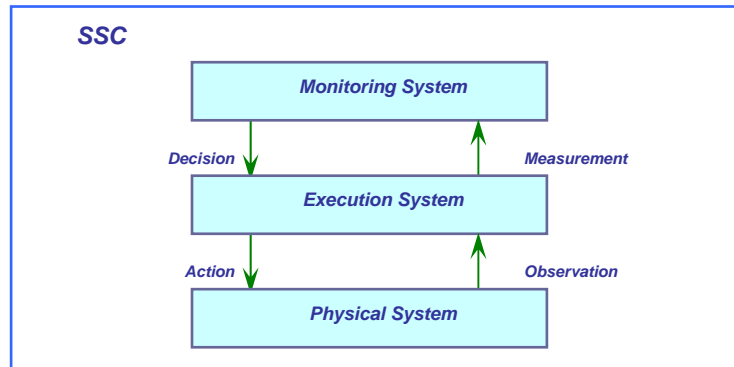 SSC
Monitoring System
Decision
Measurement
Execution System
Action
Observation
Physical System